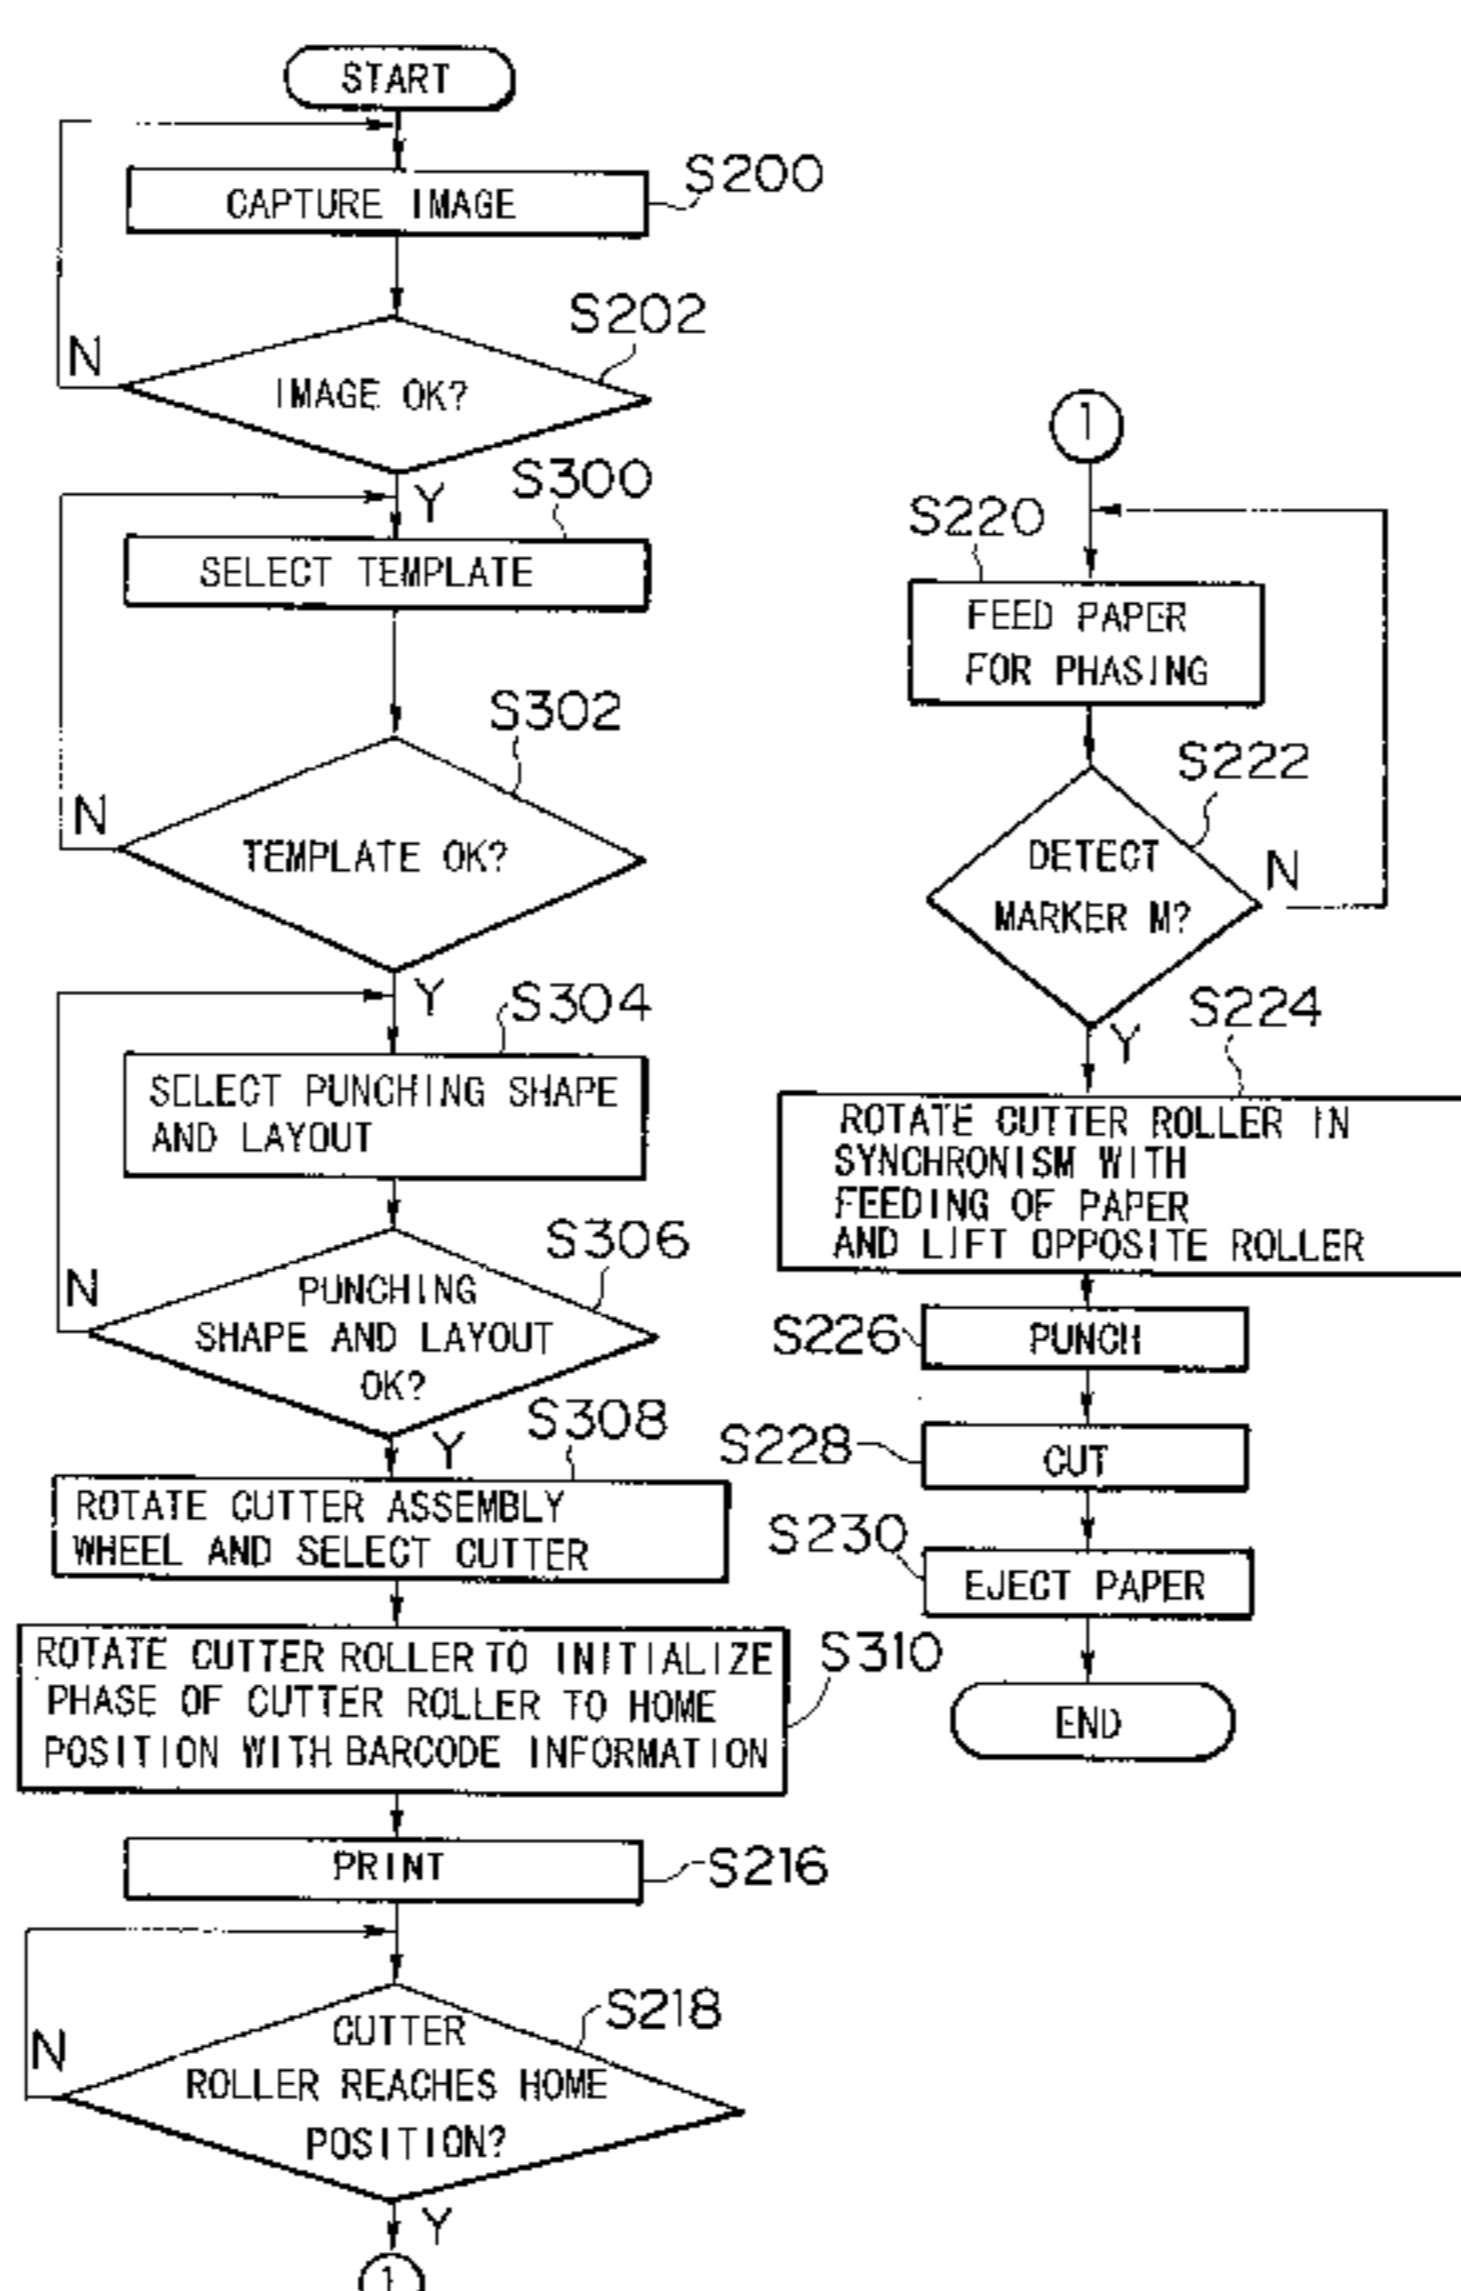 START
CAPTURE IMAGE
S200
S202
IMAGE OK?
N
Y
S300
SELECT TEMPLATE
S302
TEMPLATE OK?
N
Y
S304
SELECT PUNCHING SHAPE
AND LAYOUT
S306
PUNCHING
SHAPE AND LAYOUT
OK?
N
Y
S308
ROTATE CUTTER ASSEMBLY
WHEEL AND SELECT CUTTER
ROTATE CUTTER ROLLER TO INITIALIZE
PHASE OF CUTTER ROLLER TO HOME
POSITION WITH BARCODE INFORMATION
S310
PRINT
S216
S218
CUTTER
ROLLER REACHES HOME
POSITION?
N
Y
1
1
S220
FEED PAPER
FOR PHASING
S222
DETECT
MARKER M?
N
Y
S224
ROTATE CUTTER ROLLER IN
SYNCHRONISM WITH
FEEDING OF PAPER
AND LIFT OPPOSITE ROLLER
S226
PUNCH
S228
CUT
S230
EJECT PAPER
END